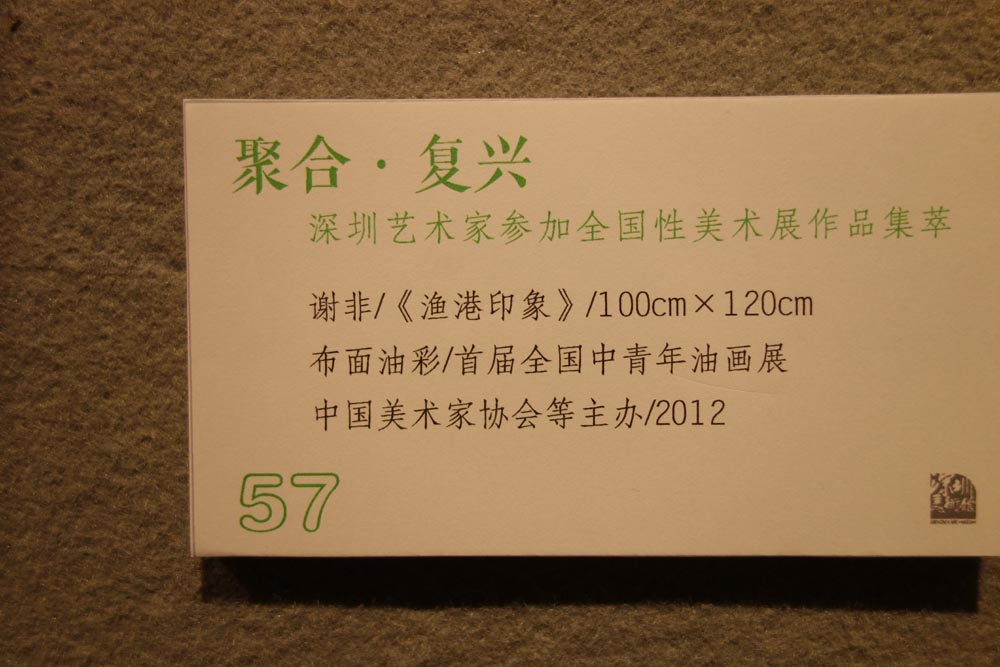 聚合·复兴
深圳艺术家参加全国性美术展作品集萃
谢非/《渔港印象》/100cm×120cm
布面油彩/首届全国中青年油画展
中国美术家协会等主办/2012
57